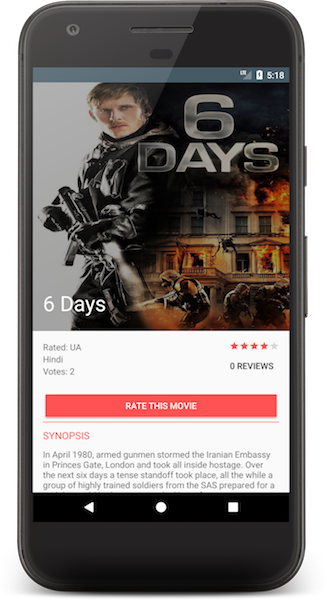 LTE 5:18
6
DAYS
6 Days
Rated: UA
Hindi
Votes: 2
0 REVIEWS
RATE THIS MOVIE
SYNOPSIS
In April 1980, armed gunmen stormed the Iranian Embassy
in Princes Gate, London and took all inside hostage. Over
the next six days a tense standoff took place, all the while a
group of highly trained soldiers from the SAS prepared for a